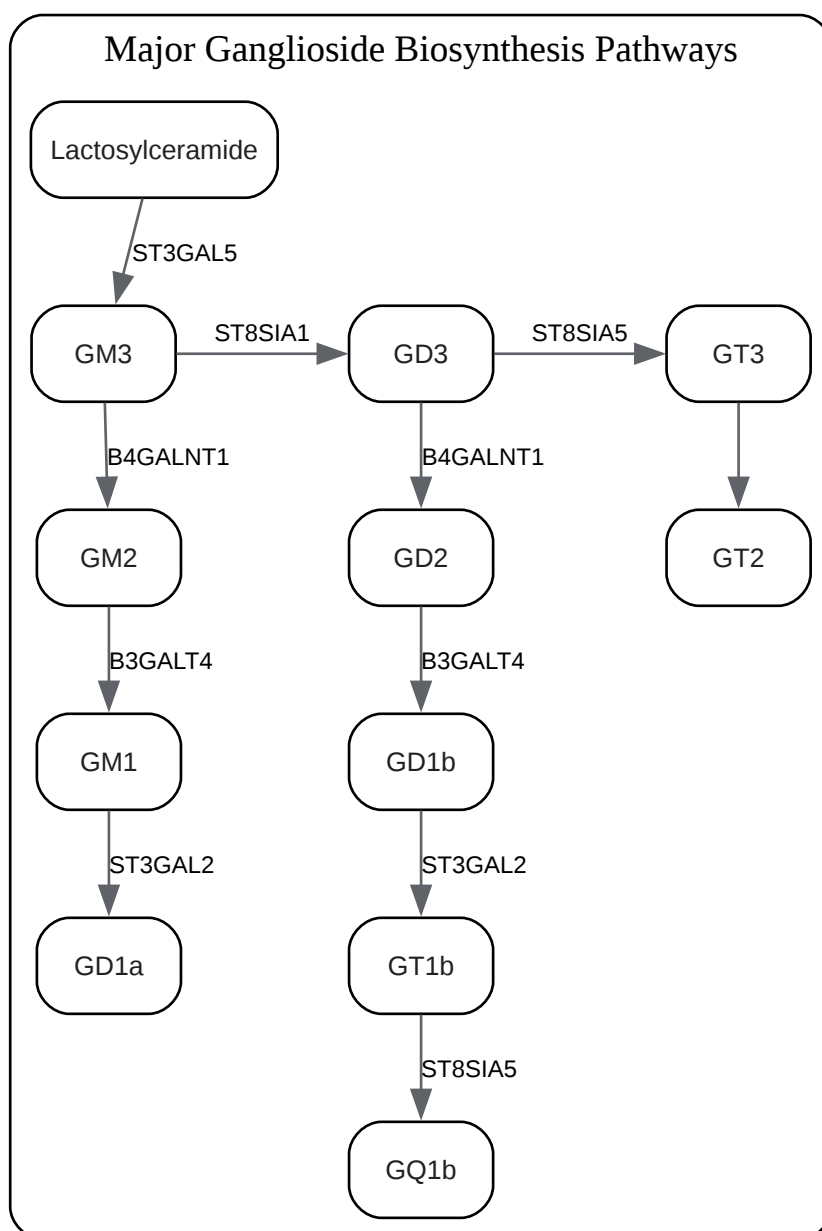 Major Ganglioside Biosynthesis Pathways
Lactosylceramide
ST3GAL5
GM3
ST8SIA1
GD3
ST8SIA5
GT3
B4GALNT1
B4GALNT1
GM2
GD2
GT2
B3GALT4
B3GALT4
GM1
GD1b
ST3GAL2
ST3GAL2
GD1a
GT1b
ST8SIA5
GQ1b